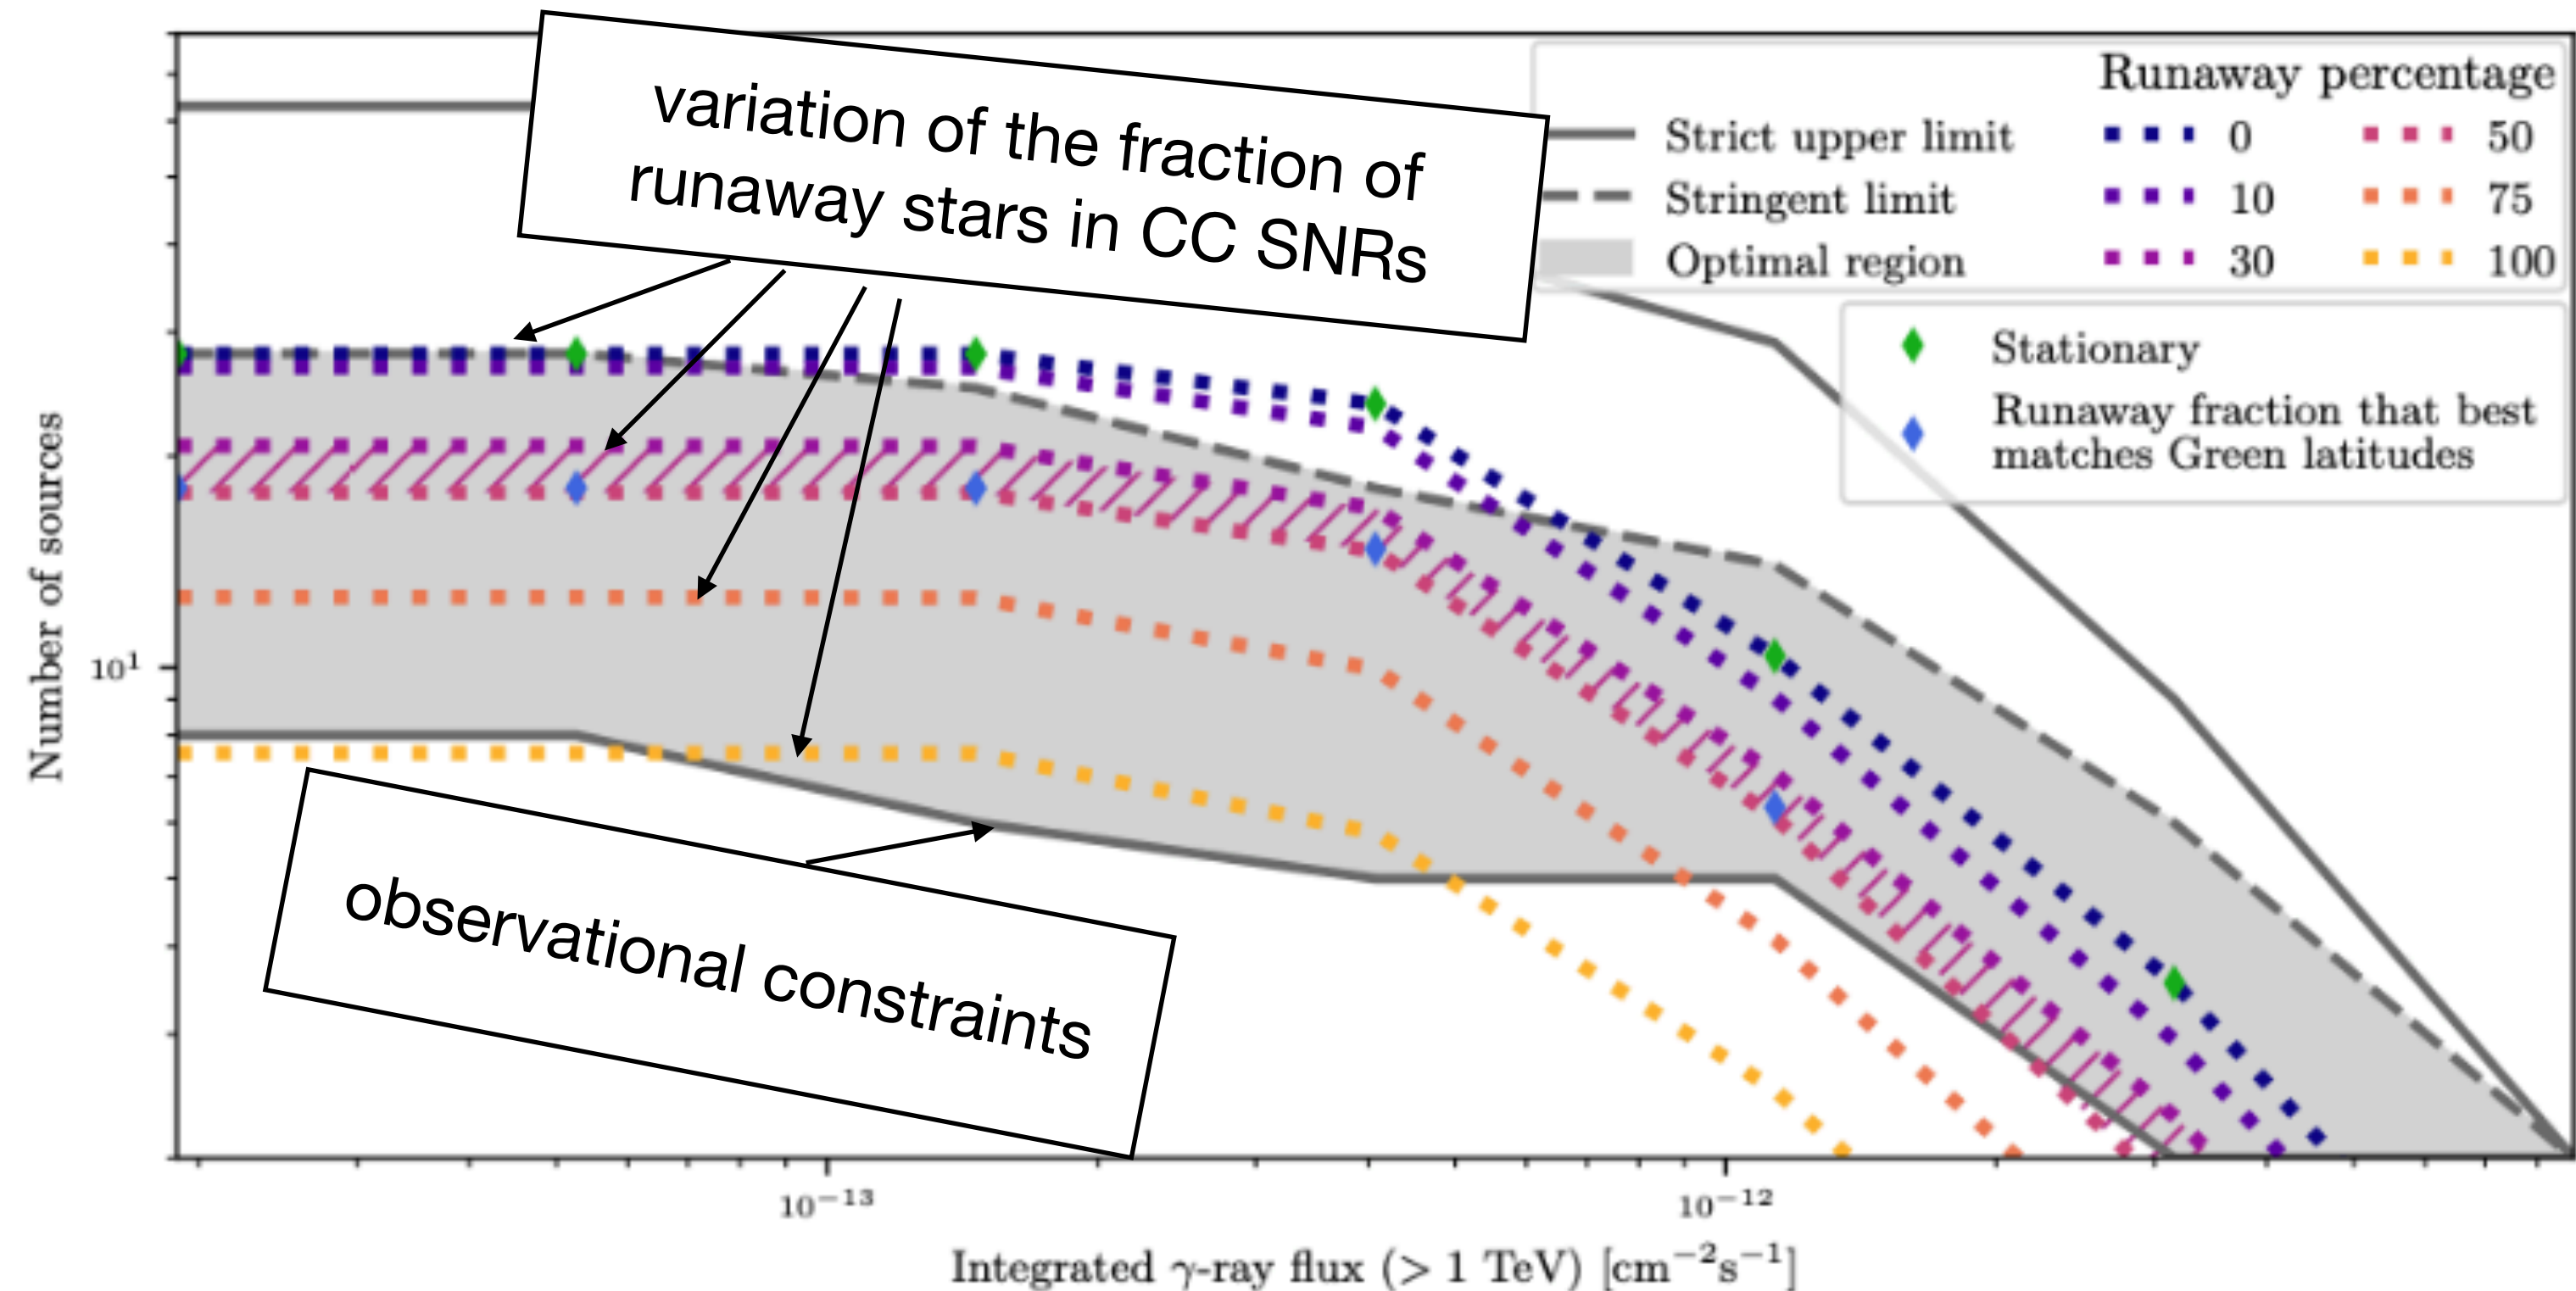 variation of the fraction of
runaway stars in CC SNRs
Runaway percentage
Strict upper limit
Stringent limit
Optimal region
0
10
30
50
75
100
Stationary
Runaway fraction that best
matches Green latitudes
Number of sources
10¹
observational constraints
10⁻¹³
10⁻¹²
Integrated γ-ray flux (> 1 TeV) [cm⁻²s⁻¹]